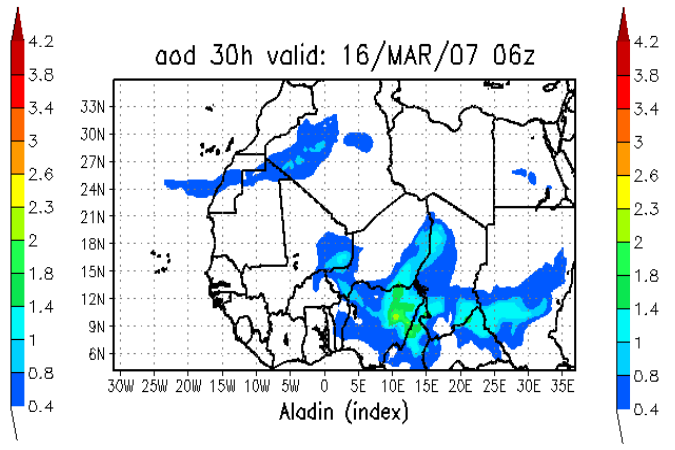 aod 30h valid: 16/MAR/07 06z
4.2
3.8
3.4
3
2.6
2.3
2
1.8
1.4
1
0.8
0.4
33N
30N
27N
24N
21N
18N
15N
12N
9N
6N
30W 25W 20W 15W 10W 5W 0 5E 10E 15E 20E 25E 30E 35E
Aladin (index)
4.2
3.8
3.4
3
2.6
2.3
2
1.8
1.4
1
0.8
0.4